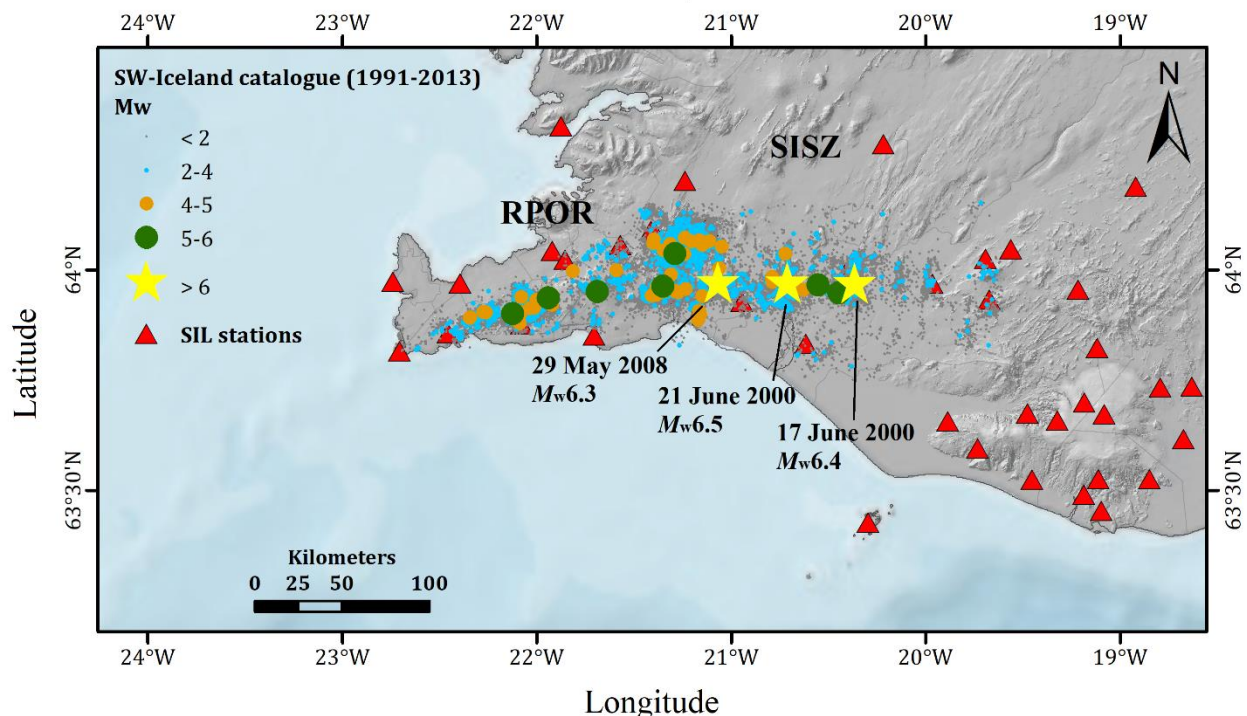 24°W 23°W 22°W 21°W 20°W 19°W
SW-Iceland catalogue (1991-2013)
Mw
< 2
2-4
4-5
5-6
> 6
SIL stations
N
SISZ
RPOR
64°N
64°N
29 May 2008
Mw6.3
21 June 2000
Mw6.5
17 June 2000
Mw6.4
63°30'N
63°30'N
Latitude
Kilometers
0 25 50 100
24°W 23°W 22°W 21°W 20°W 19°W
Longitude